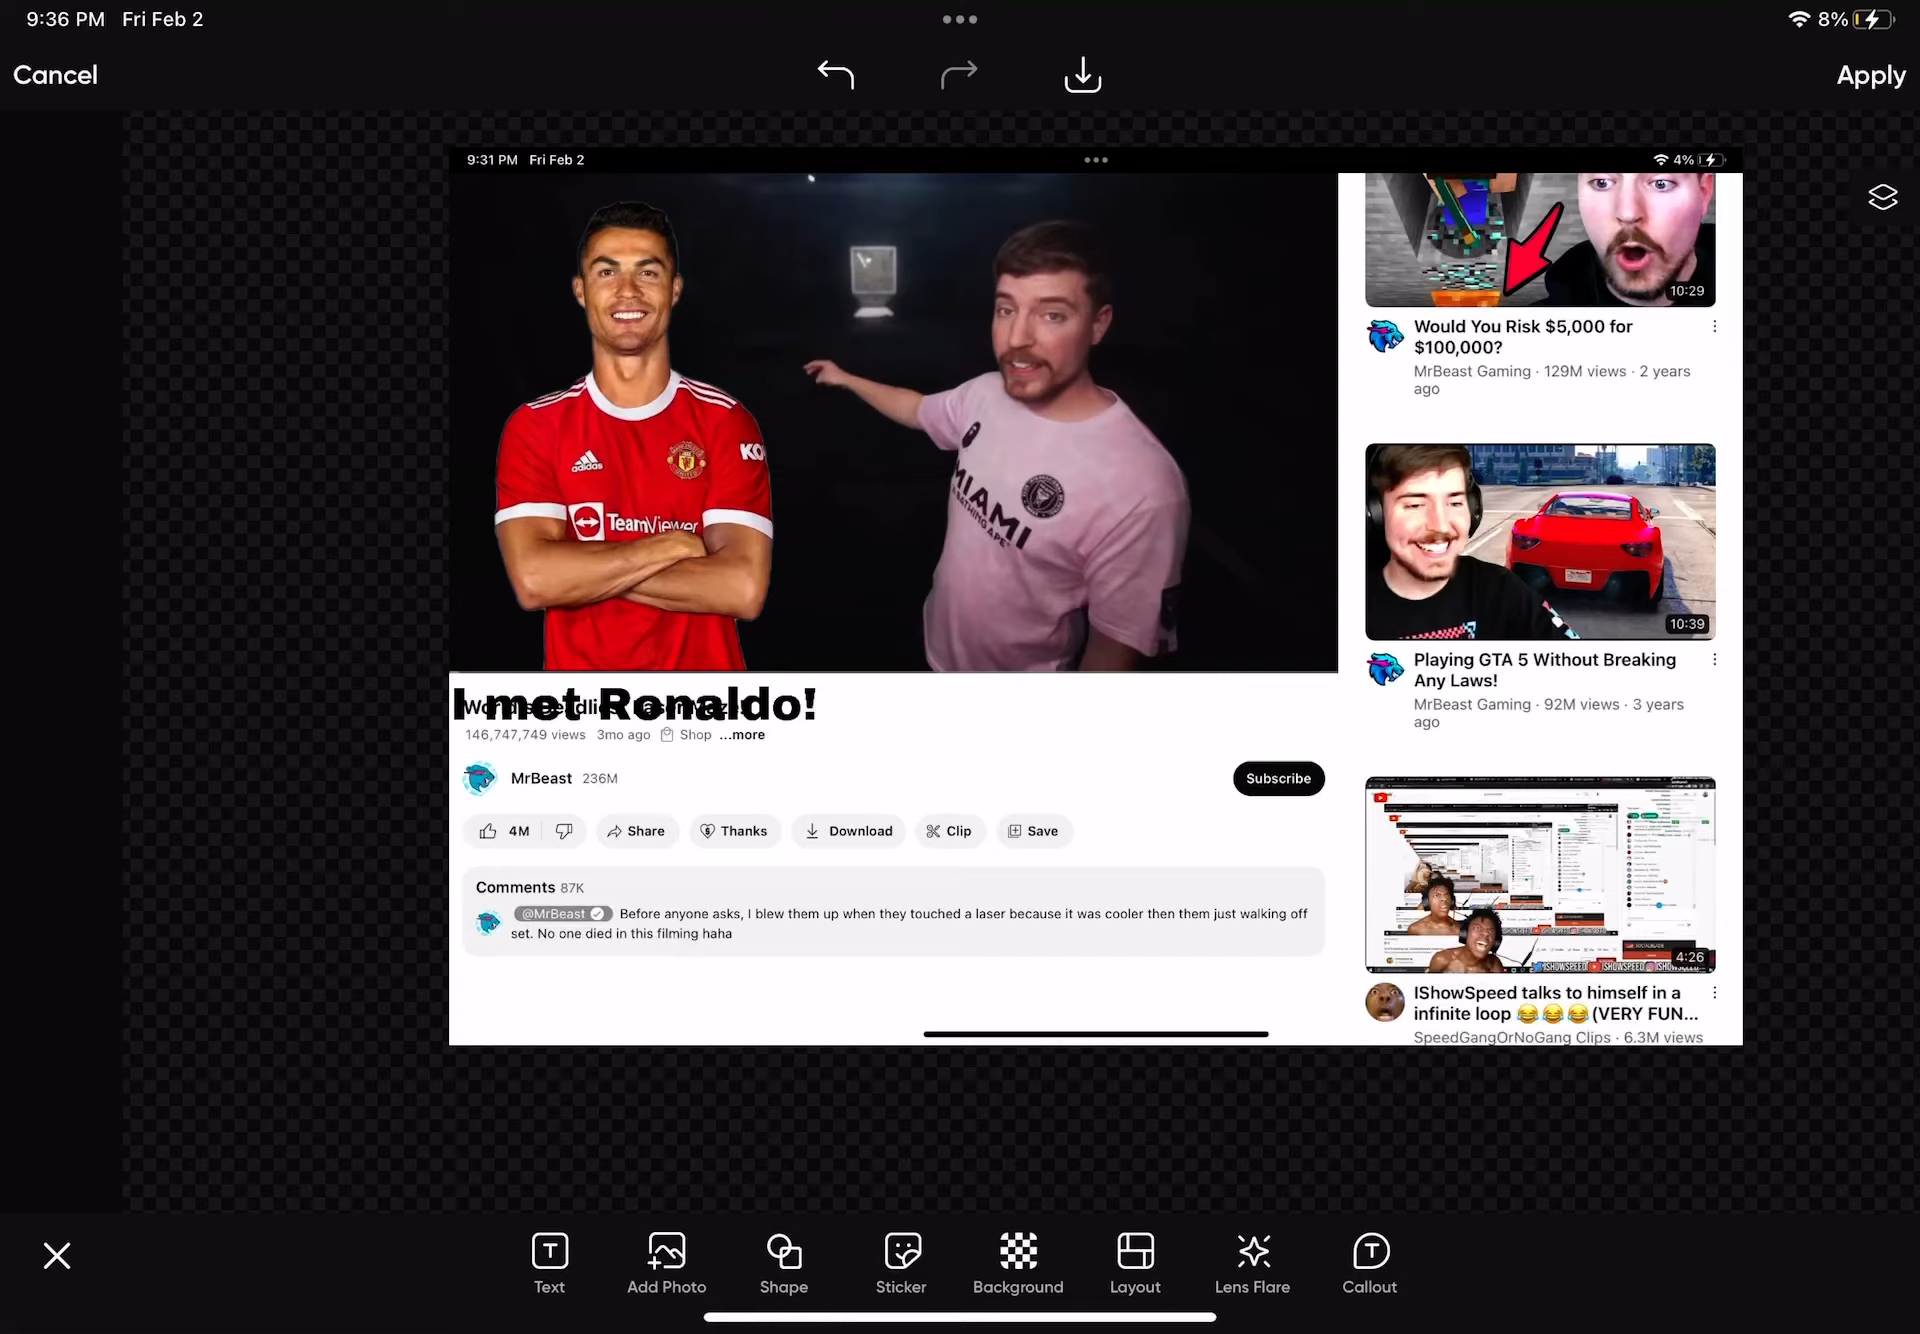 9:36 PM Fri Feb 2
8%
Cancel
Apply
9:31 PM Fri Feb 2
4%
adidas
KO
TeamViewer
MIAMI
10:29
Would You Risk $5,000 for
$100,000?
MrBeast Gaming · 129M views · 2 years
ago
10:39
Playing GTA 5 Without Breaking
Any Laws!
MrBeast Gaming · 92M views · 3 years
ago
I met Ronaldo!
146,747,749 views 3mo ago Shop ...more
MrBeast 236M
Subscribe
4M
Share
Thanks
Download
Clip
Save
Comments 87K
@MrBeast Before anyone asks, I blew them up when they touched a laser because it was cooler then them just walking off
set. No one died in this filming haha
ISHOWSPEED
ISHOWSPEED
4:26
IShowSpeed talks to himself in a
infinite loop 😂😂😂 (VERY FUN...
SpeedGangOrNoGang Clips · 6.3M views
Text
Add Photo
Shape
Sticker
Background
Layout
Lens Flare
Callout